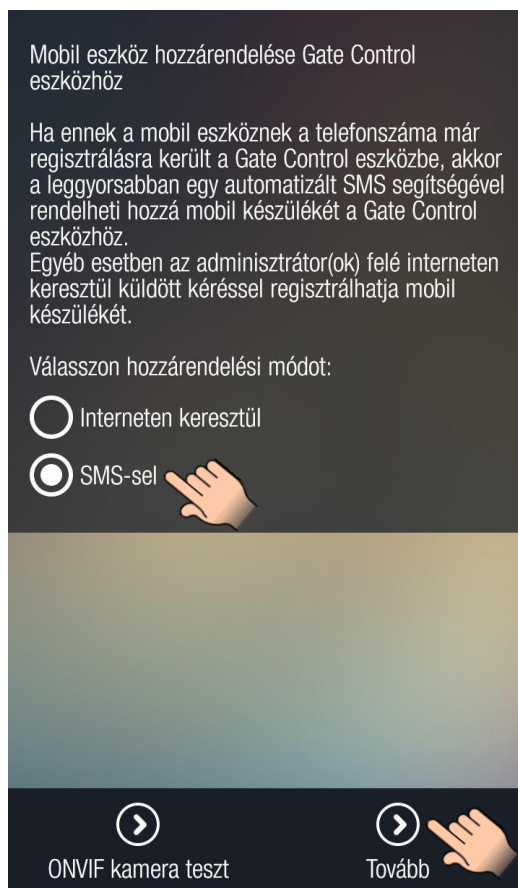 Mobil eszköz hozzárendelése Gate Control
eszközhöz
Ha ennek a mobil eszköznek a telefonszáma már
regisztrálásra került a Gate Control eszközbe, akkor
a leggyorsabban egy automatizált SMS segítségével
rendelheti hozzá mobil készülékét a Gate Control
eszközhöz.
Egyéb esetben az adminisztrátor(ok) felé interneten
keresztül küldött kéréssel regisztrálhatja mobil
készülékét.
Válasszon hozzárendelési módot:
Interneten keresztül
SMS-sel
ONVIF kamera teszt
Tovább